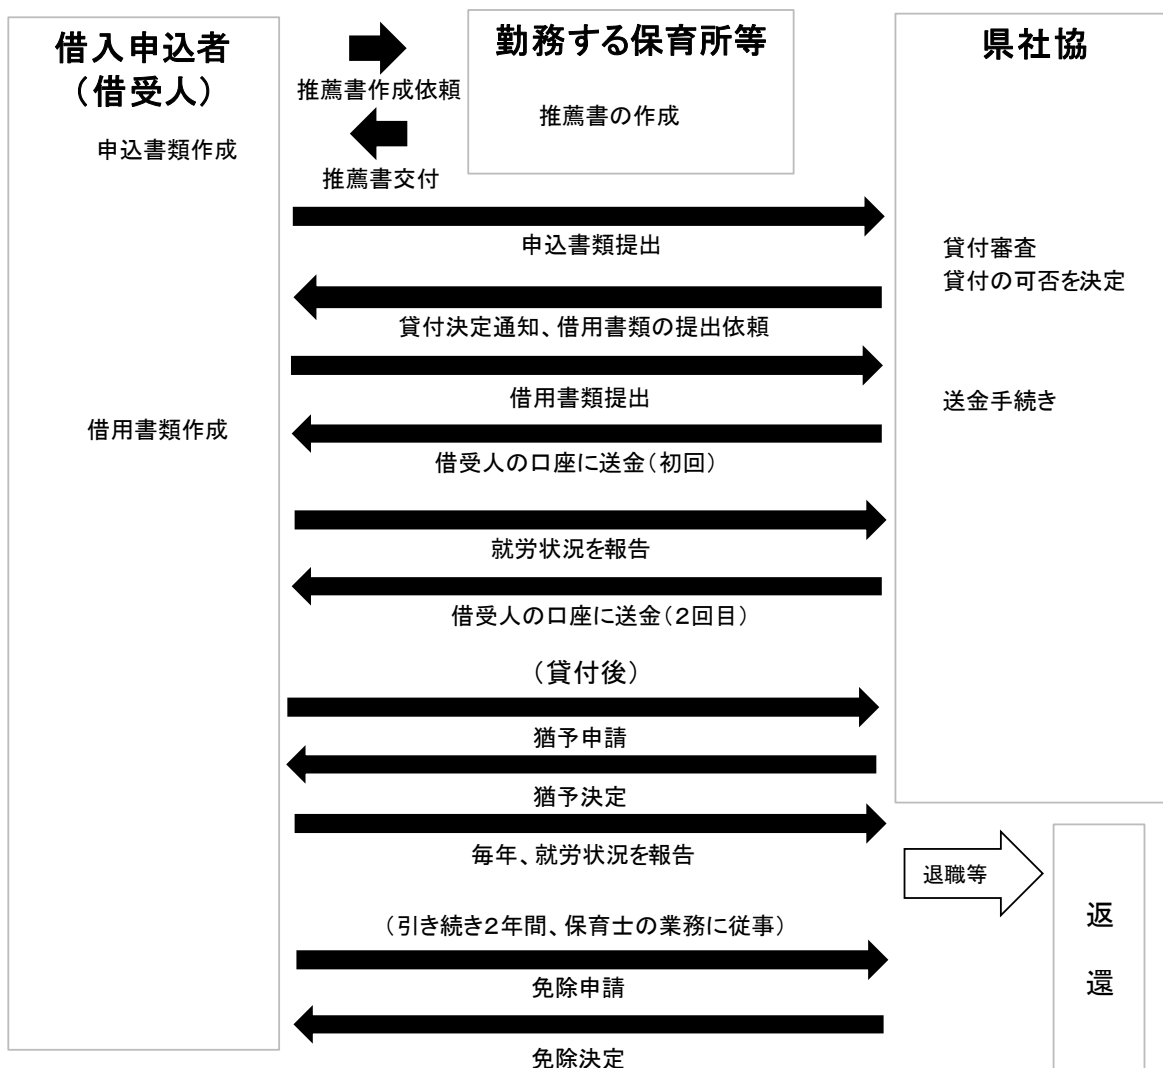 借入申込者
（借受人）
申込書類作成
推薦書作成依頼
推薦書交付
勤務する保育所等
推薦書の作成
県社協
申込書類提出
貸付審査
貸付の可否を決定
貸付決定通知、借用書類の提出依頼
借用書類提出
送金手続き
借用書類作成
借受人の口座に送金（初回）
就労状況を報告
借受人の口座に送金（２回目）
（貸付後）
猶予申請
猶予決定
毎年、就労状況を報告
退職等
返
還
（引き続き２年間、保育士の業務に従事）
免除申請
免除決定